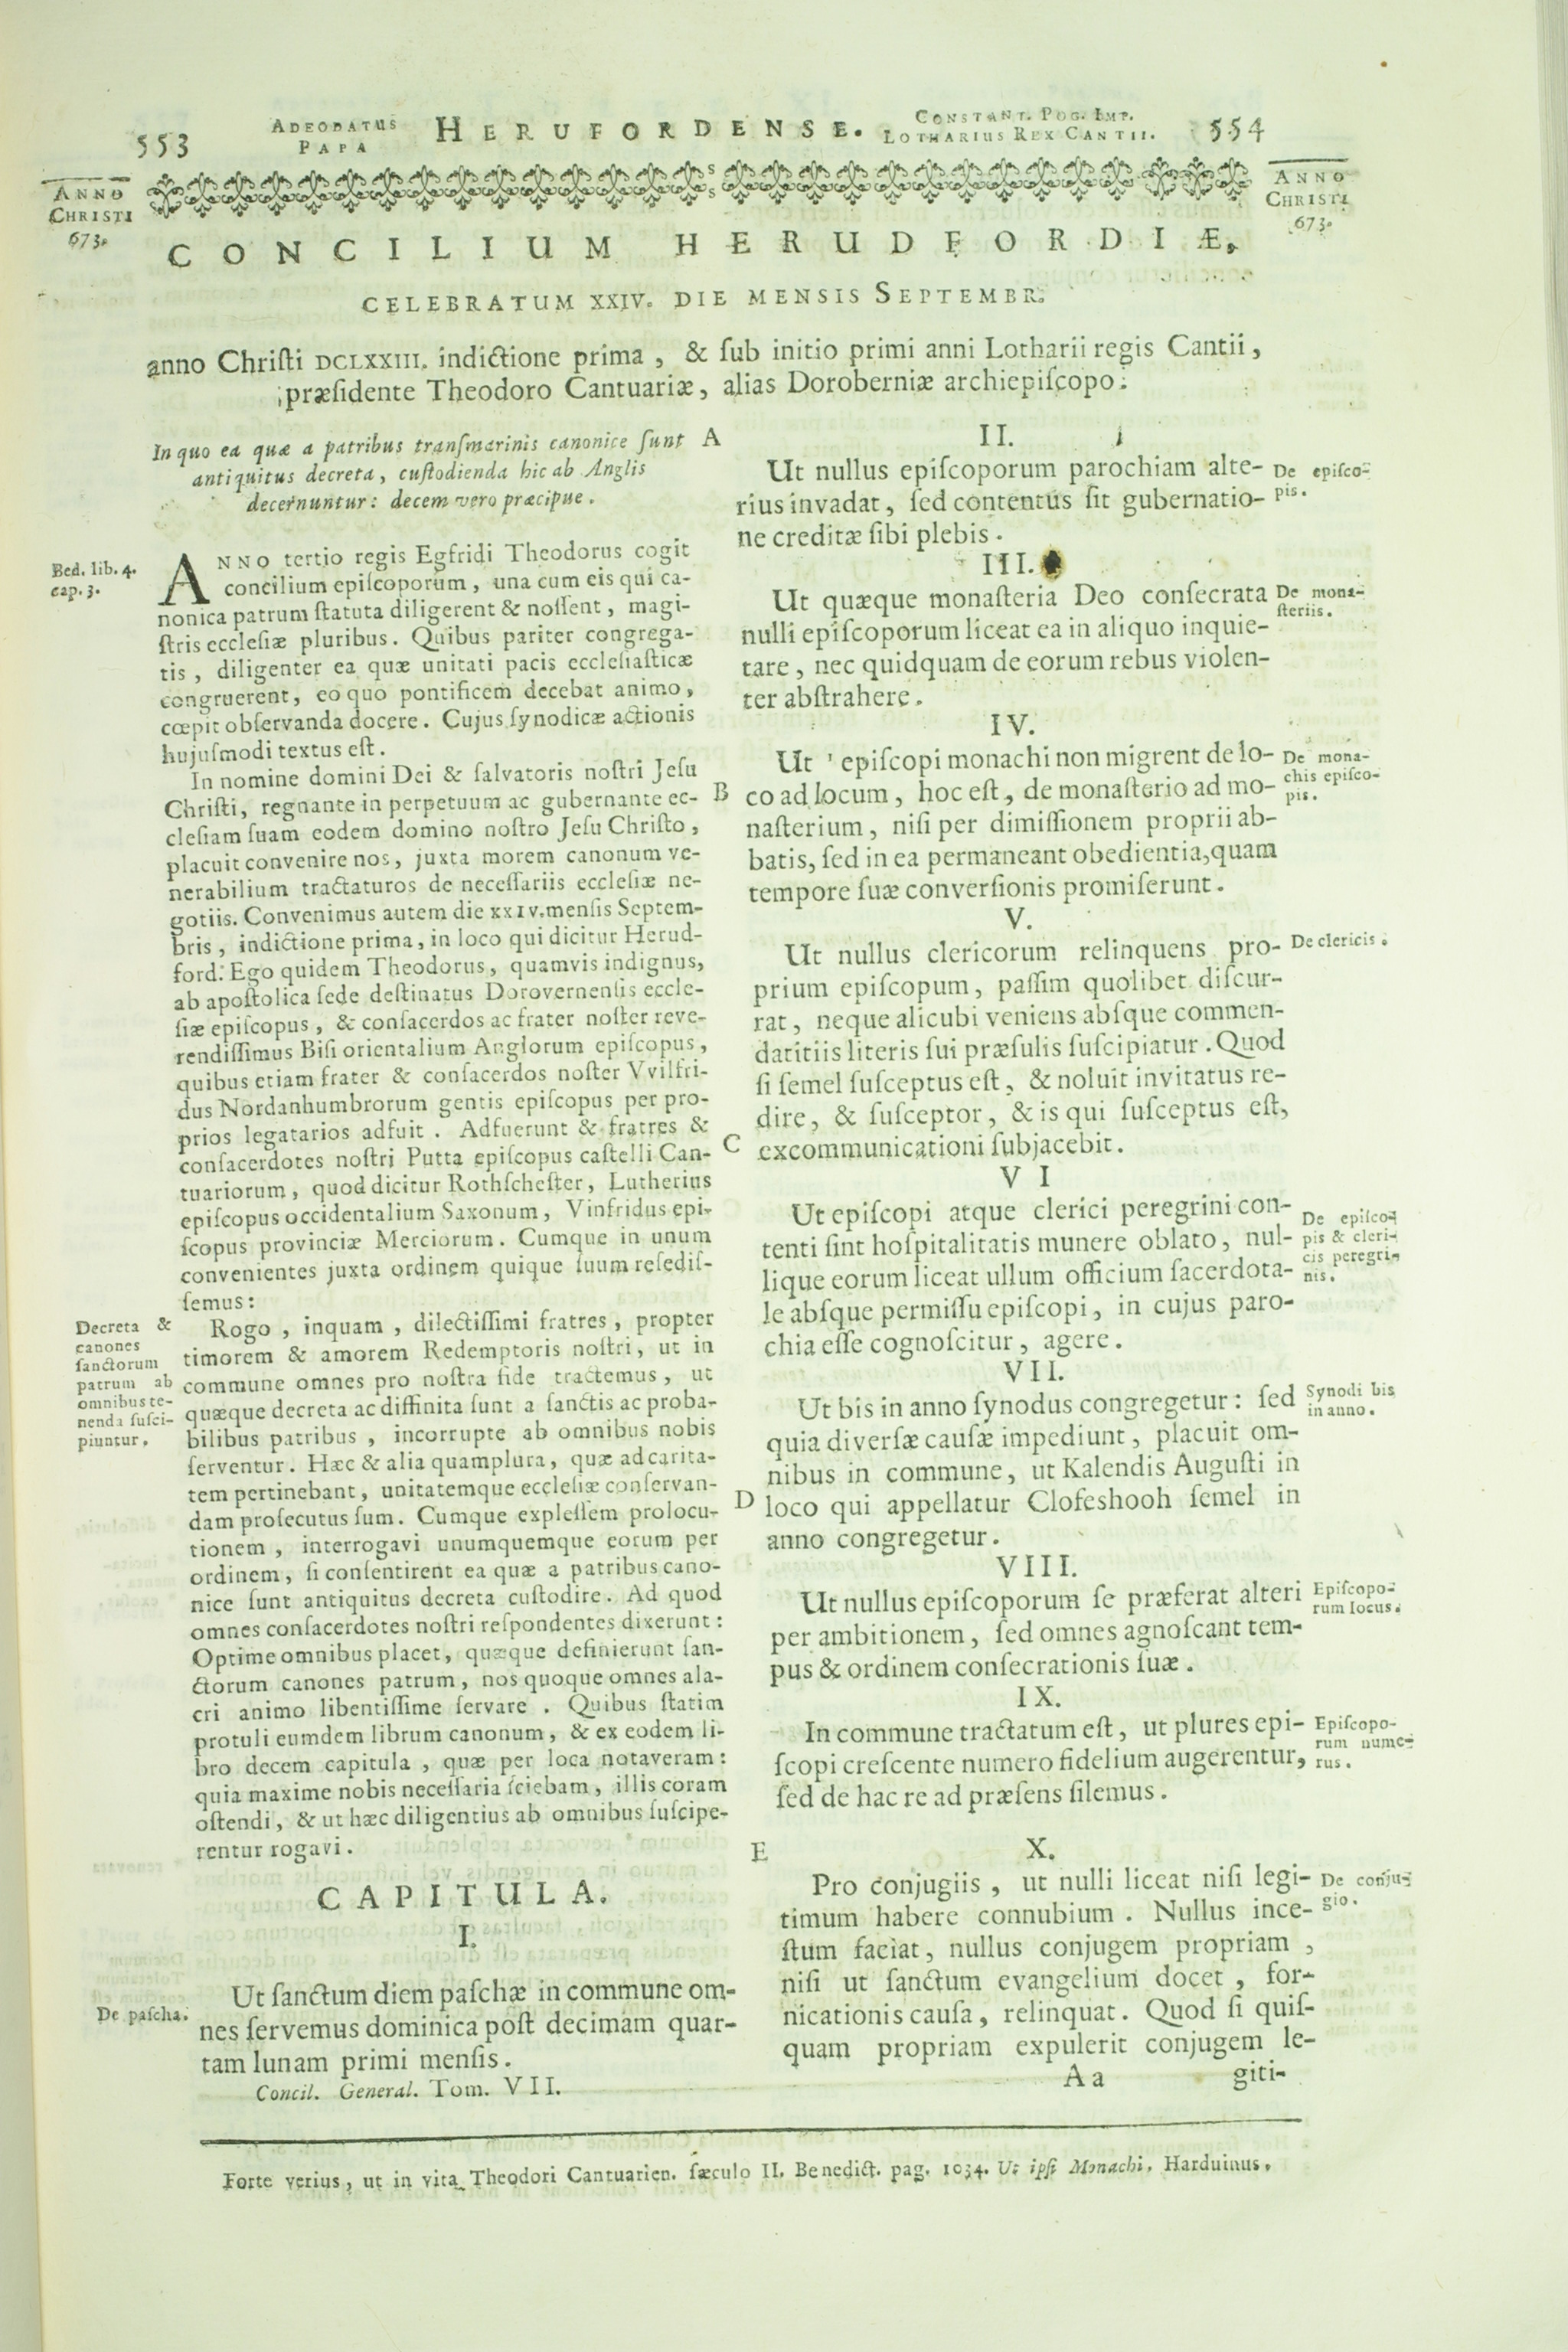 553 ADEODATUS PAPA HERUFORDENSE. CONSTANT. POG. IMP. LOTHARIUS REX CANTII. 554
ANNO CHRISTI 673.
ANNO CHRISTI 673.
CONCILIUM HERUDFORDIÆ,
CELEBRATUM XXIV. DIE MENSIS SEPTEMBR.
anno Chriſti DCLXXIII. indictione prima, & ſub initio primi anni Lotharii regis Cantii,
præſidente Theodoro Cantuariæ, alias Doroberniæ archiepiſcopo.
In quo ea quæ a patribus tranſmarinis canonice ſunt
antiquitus decreta, cuſtodienda hic ab Anglis
decernuntur: decem vero præcipue.
A
Bed. lib. 4.
cap. 3.
ANNO tertio regis Egfridi Theodorus cogit
concilium epiſcoporum, una cum eis qui ca-
nonica patrum ſtatuta diligerent & noſſent, magi-
ſtris eccleſiæ pluribus. Quibus pariter congrega-
tis, diligenter ea quæ unitati pacis eccleſiaſticæ
congruerent, eo quo pontificem decebat animo,
cœpit obſervanda docere. Cujus ſynodicæ actionis
hujuſmodi textus eſt.
In nomine domini Dei & ſalvatoris noſtri Jeſu
Chriſti, regnante in perpetuum ac gubernante ec-
B
cleſiam ſuam eodem domino noſtro Jeſu Chriſto,
placuit convenire nos, juxta morem canonum ve-
nerabilium tractaturos de neceſſariis eccleſiæ ne-
gotiis. Convenimus autem die XXIV. menſis Septem-
bris, indictione prima, in loco qui dicitur Herud-
ford. Ego quidem Theodorus, quamvis indignus,
ab apoſtolica ſede deſtinatus Dorovernenſis eccle-
ſiæ epiſcopus, & conſacerdos ac frater noſter reve-
rendiſſimus Biſi orientalium Anglorum epiſcopus,
quibus etiam frater & conſacerdos noſter Vvilfri-
dus Nordanhumbrorum gentis epiſcopus per pro-
prios legatarios adfuit. Adfuerunt & fratres &
conſacerdotes noſtri Putta epiſcopus caſtelli Can-
C
tuariorum, quod dicitur Rothſcheſter, Lutherius
epiſcopus occidentalium Saxonum, Vinfridus epi-
ſcopus provinciæ Merciorum. Cumque in unum
convenientes juxta ordinem quique ſuum reſediſ-
ſemus:
Decreta &
canones
ſanctorum
patrum ab
omnibus te-
nenda ſuſci-
piuntur.
Rogo, inquam, dilectiſſimi fratres, propter
timorem & amorem Redemptoris noſtri, ut in
commune omnes pro noſtra fide tractemus, ut
quæque decreta ac diffinita ſunt a ſanctis ac proba-
bilibus patribus, incorrupte ab omnibus nobis
ſerventur. Hæc & alia quamplura, quæ ad carita-
tem pertinebant, unitatemque eccleſiæ conſervan-
D
dam proſecutus ſum. Cumque expleſſem prolocu-
tionem, interrogavi unumquemque eorum per
ordinem, ſi conſentirent ea quæ a patribus cano-
nice ſunt antiquitus decreta cuſtodire. Ad quod
omnes conſacerdotes noſtri reſpondentes dixerunt:
Optime omnibus placet, quæque definierunt ſan-
ctorum canones patrum, nos quoque omnes ala-
cri animo libentiſſime ſervare. Quibus ſtatim
protuli eumdem librum canonum, & ex eodem li-
bro decem capitula, quæ per loca notaveram:
quia maxime nobis neceſſaria ſciebam, illis coram
oſtendi, & ut hæc diligentius ab omnibus ſuſcipe-
rentur rogavi.
E
CAPITULA.
I.
De paſcha.
Ut ſanctum diem paſchæ in commune om-
nes ſervemus dominica poſt decimam quar-
tam lunam primi menſis.
Concil. General. Tom. VII.
II.
Ut nullus epiſcoporum parochiam alte-
rius invadat, ſed contentus ſit gubernatio-
ne creditæ ſibi plebis.
De epiſco-
pis.
III.
Ut quæque monaſteria Deo conſecrata
nulli epiſcoporum liceat ea in aliquo inquie-
tare, nec quidquam de eorum rebus violen-
ter abſtrahere.
De mona-
ſteriis.
IV.
Ut ' epiſcopi monachi non migrent de lo-
co ad locum, hoc eſt, de monaſterio ad mo-
naſterium, niſi per dimiſſionem proprii ab-
batis, ſed in ea permaneant obedientia, quam
tempore ſuæ converſionis promiſerunt.
De mona-
chis epiſco-
pis.
V.
Ut nullus clericorum relinquens pro-
prium epiſcopum, paſſim quolibet diſcur-
rat, neque alicubi veniens abſque commen-
datitiis literis ſui præſulis ſuſcipiatur. Quod
ſi ſemel ſuſceptus eſt, & noluit invitatus re-
dire, & ſuſceptor, & is qui ſuſceptus eſt,
excommunicationi ſubjacebit.
De clericis.
VI
Ut epiſcopi atque clerici peregrini con-
tenti ſint hoſpitalitatis munere oblato, nul-
lique eorum liceat ullum officium ſacerdota-
le abſque permiſſu epiſcopi, in cujus paro-
chia eſſe cognoſcitur, agere.
De epiſco-
pis & cleri-
cis peregri-
nis.
VII.
Ut bis in anno ſynodus congregetur: ſed
quia diverſæ cauſæ impediunt, placuit om-
nibus in commune, ut Kalendis Auguſti in
loco qui appellatur Clofeshooh ſemel in
anno congregetur.
Synodi bis
in anno.
VIII.
Ut nullus epiſcoporum ſe præferat alteri
per ambitionem, ſed omnes agnoſcant tem-
pus & ordinem conſecrationis ſuæ.
Epiſcopo-
rum locus.
IX.
In commune tractatum eſt, ut plures epi-
ſcopi creſcente numero fidelium augerentur,
ſed de hac re ad præſens ſilemus.
Epiſcopo-
rum nume-
rus.
X.
Pro conjugiis, ut nulli liceat niſi legi-
timum habere connubium. Nullus ince-
ſtum faciat, nullus conjugem propriam,
niſi ut ſanctum evangelium docet, for-
nicationis cauſa, relinquat. Quod ſi quiſ-
quam propriam expulerit conjugem le-
De conju-
gio.
Aa giti-
Forte verius, ut in vita Theodori Cantuarien. ſæculo II. Benedict. pag. 1034. Ut ipſi Monachi. Harduinus.